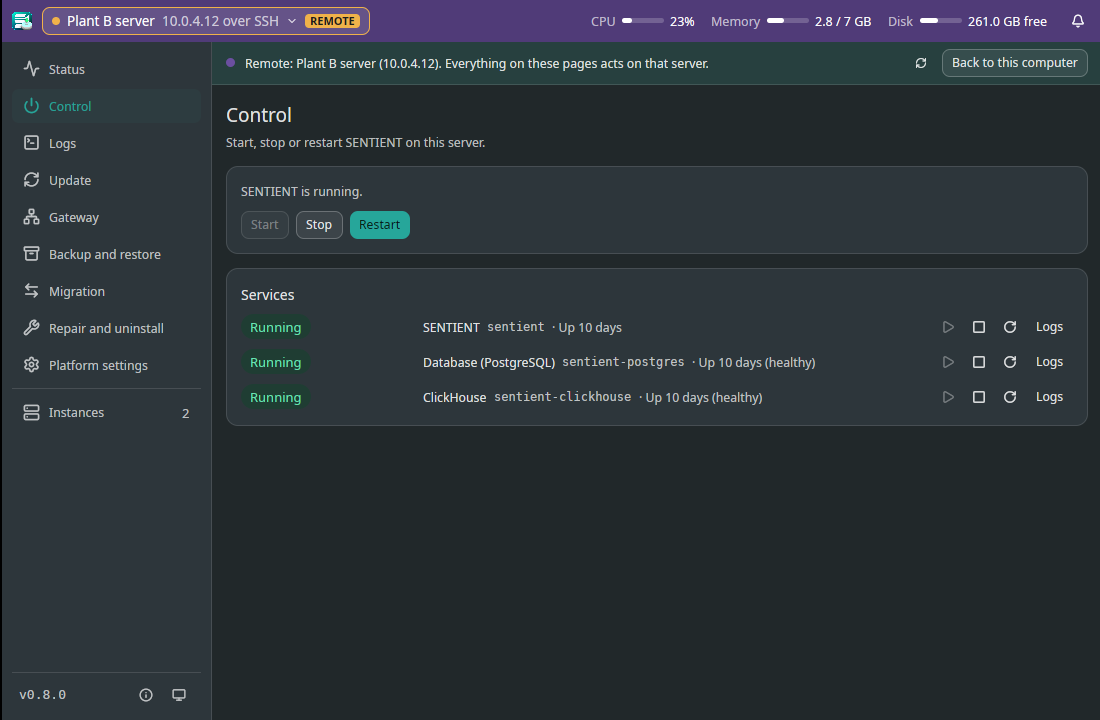 Plant B server 10.0.4.12 over SSH REMOTE CPU 23% Memory 2.8 / 7 GB Disk 261.0 GB free
Remote: Plant B server (10.0.4.12). Everything on these pages acts on that server. Back to this computer
Status
Control
Logs
Update
Gateway
Backup and restore
Migration
Repair and uninstall
Platform settings
Instances 2
v0.8.0
Control
Start, stop or restart SENTIENT on this server.
SENTIENT is running.
Start Stop Restart
Services
Running SENTIENT sentient · Up 10 days Logs
Running Database (PostgreSQL) sentient-postgres · Up 10 days (healthy) Logs
Running ClickHouse sentient-clickhouse · Up 10 days (healthy) Logs